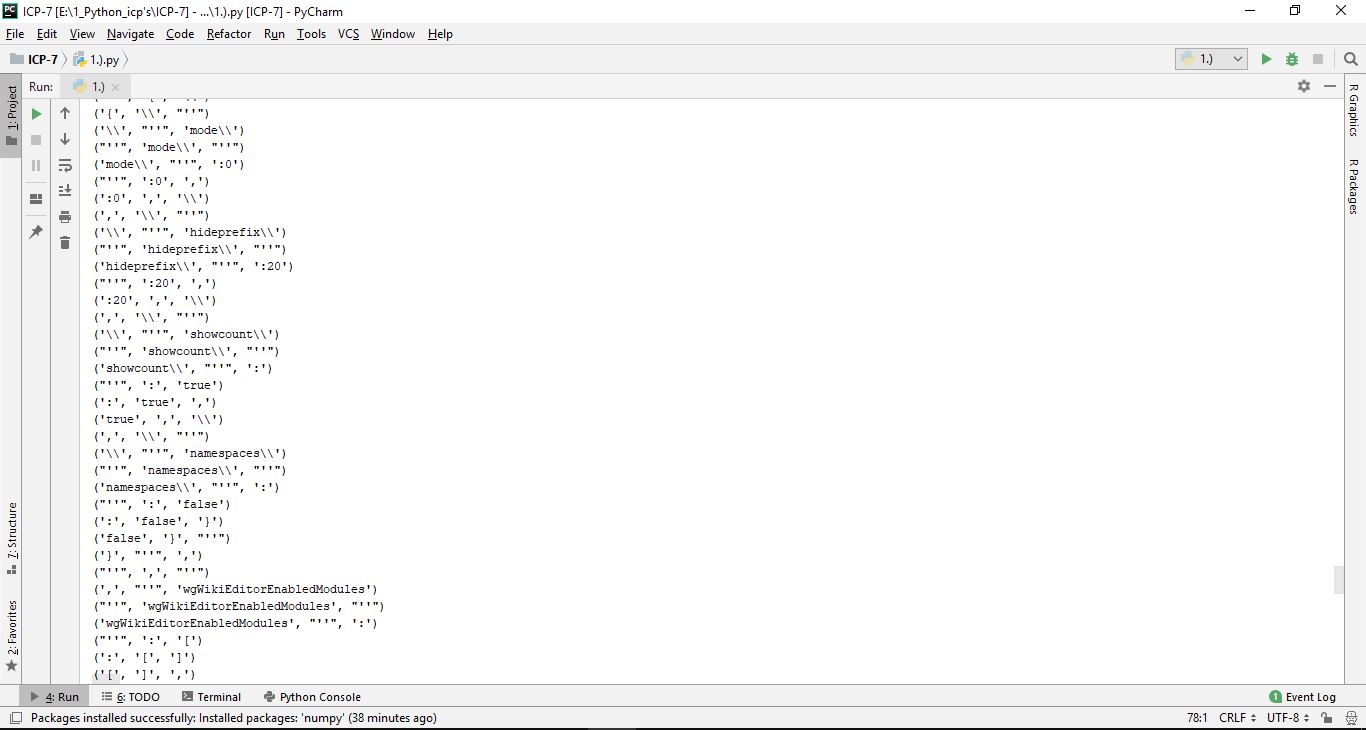 ICP-7 [E:\1_Python_icp's\ICP-7] - ...\1.).py [ICP-7] - PyCharm
File Edit View Navigate Code Refactor Run Tools VCS Window Help
ICP-7 1.).py 1.)
Run: 1.)
('{', '\\', "''")
('\\', "''", 'mode\\')
("''", 'mode\\', "''")
('mode\\', "''", ':0')
("''", ':0', ',')
(':0', ',', '\\')
(',', '\\', "''")
('\\', "''", 'hideprefix\\')
("''", 'hideprefix\\', "''")
('hideprefix\\', "''", ':20')
("''", ':20', ',')
(':20', ',', '\\')
(',', '\\', "''")
('\\', "''", 'showcount\\')
("''", 'showcount\\', "''")
('showcount\\', "''", ':')
("''", ':', 'true')
(':', 'true', ',')
('true', ',', '\\')
(',', '\\', "''")
('\\', "''", 'namespaces\\')
("''", 'namespaces\\', "''")
('namespaces\\', "''", ':')
("''", ':', 'false')
(':', 'false', '}')
('false', '}', "''")
('}', "''", ',')
("''", ',', "''")
(',', "''", 'wgWikiEditorEnabledModules')
("''", 'wgWikiEditorEnabledModules', "''")
('wgWikiEditorEnabledModules', "''", ':')
("''", ':', '[')
(':', '[', ']')
('[', ']', ',')
1: Project
7: Structure
2: Favorites
R Graphics
R Packages
4: Run 6: TODO Terminal Python Console 1 Event Log
Packages installed successfully: Installed packages: 'numpy' (38 minutes ago) 78:1 CRLF UTF-8